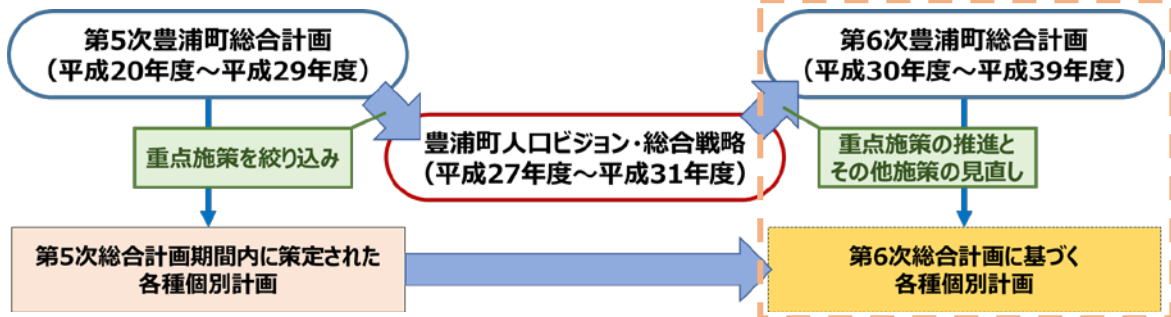 第5次豊浦町総合計画
（平成20年度～平成29年度）
第6次豊浦町総合計画
（平成30年度～平成39年度）
重点施策を絞り込み
豊浦町人口ビジョン・総合戦略
（平成27年度～平成31年度）
重点施策の推進と
その他施策の見直し
第5次総合計画期間内に策定された
各種個別計画
第6次総合計画に基づく
各種個別計画